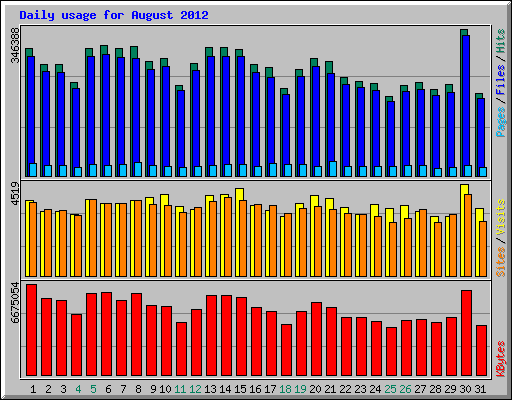 Daily usage for August 2012
346388
Pages / Files / Hits
4519
Sites / Visits
6675054
KBytes
1 2 3 4 5 6 7 8 9 10 11 12 13 14 15 16 17 18 19 20 21 22 23 24 25 26 27 28 29 30 31